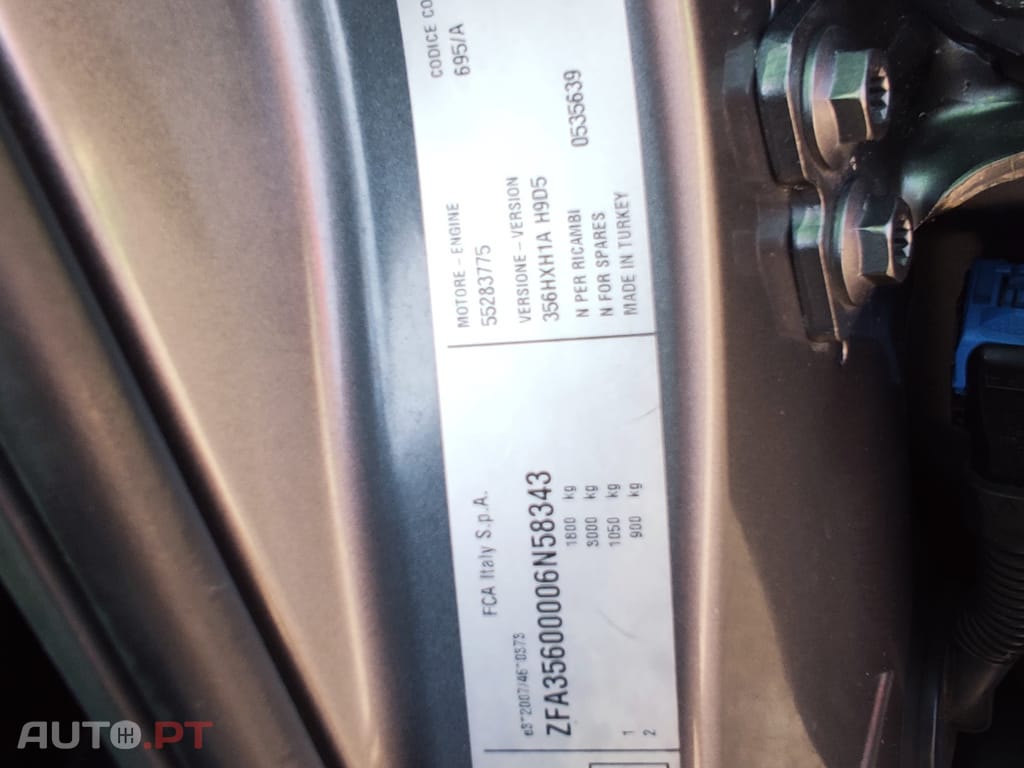 FCA Italy S.p.A.
e3*2007/46*0373
ZFA35600006N58343
1800 kg
3000 kg
1 1050 kg
2 900 kg
MOTORE - ENGINE
55283775
VERSIONE - VERSION
356HXH1A H9D5
N PER RICAMBI 0535639
N FOR SPARES
MADE IN TURKEY
CODICE CO
695/A
AUTO.PT